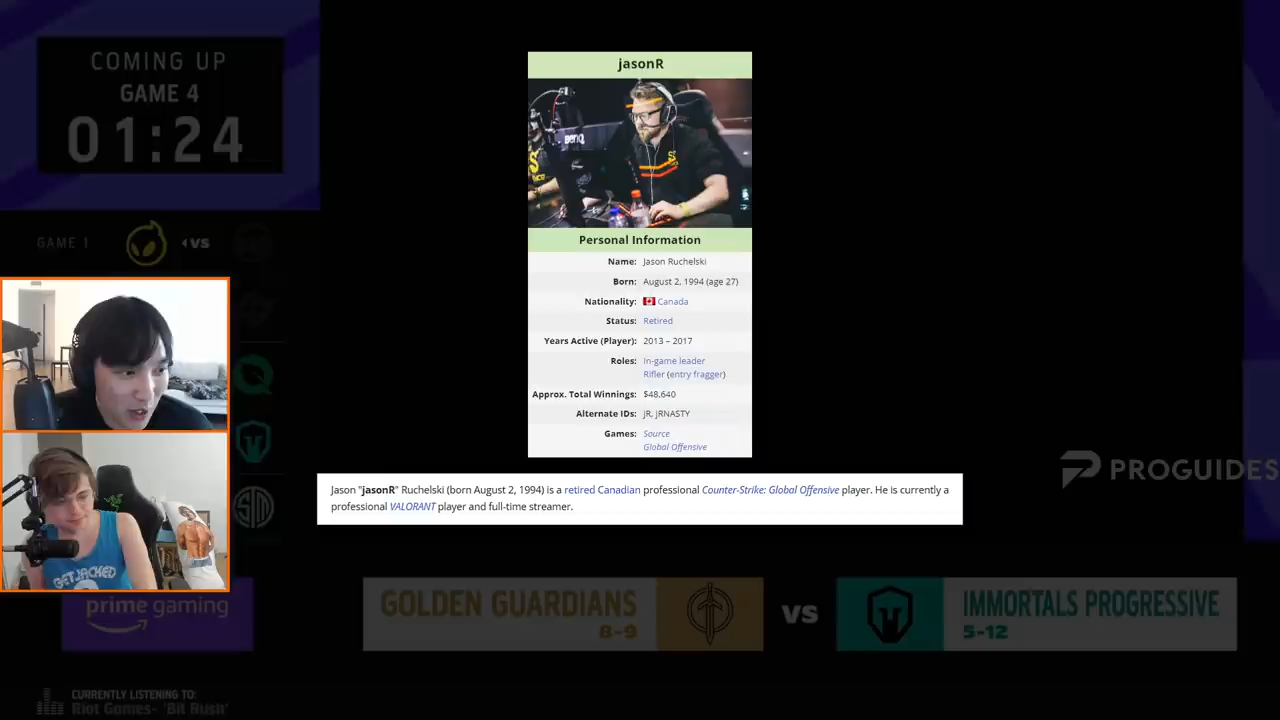 COMING UP
GAME 4
01:24
GAME 1
VS
jasonR
BenQ
Personal Information
Name: Jason Ruchelski
Born: August 2, 1994 (age 27)
Nationality: Canada
Status: Retired
Years Active (Player): 2013 – 2017
Roles: In-game leader
Rifler (entry fragger)
Approx. Total Winnings: $48,640
Alternate IDs: JR, JRNASTY
Games: Source
Global Offensive
PROGUIDES
Jason "jasonR" Ruchelski (born August 2, 1994) is a retired Canadian professional Counter-Strike: Global Offensive player. He is currently a
professional VALORANT player and full-time streamer.
TSM
GET JACKED
prime gaming
GOLDEN GUARDIANS
8-9
VS
IMMORTALS PROGRESSIVE
5-12
CURRENTLY LISTENING TO:
Riot Games- 'Bit Rush'